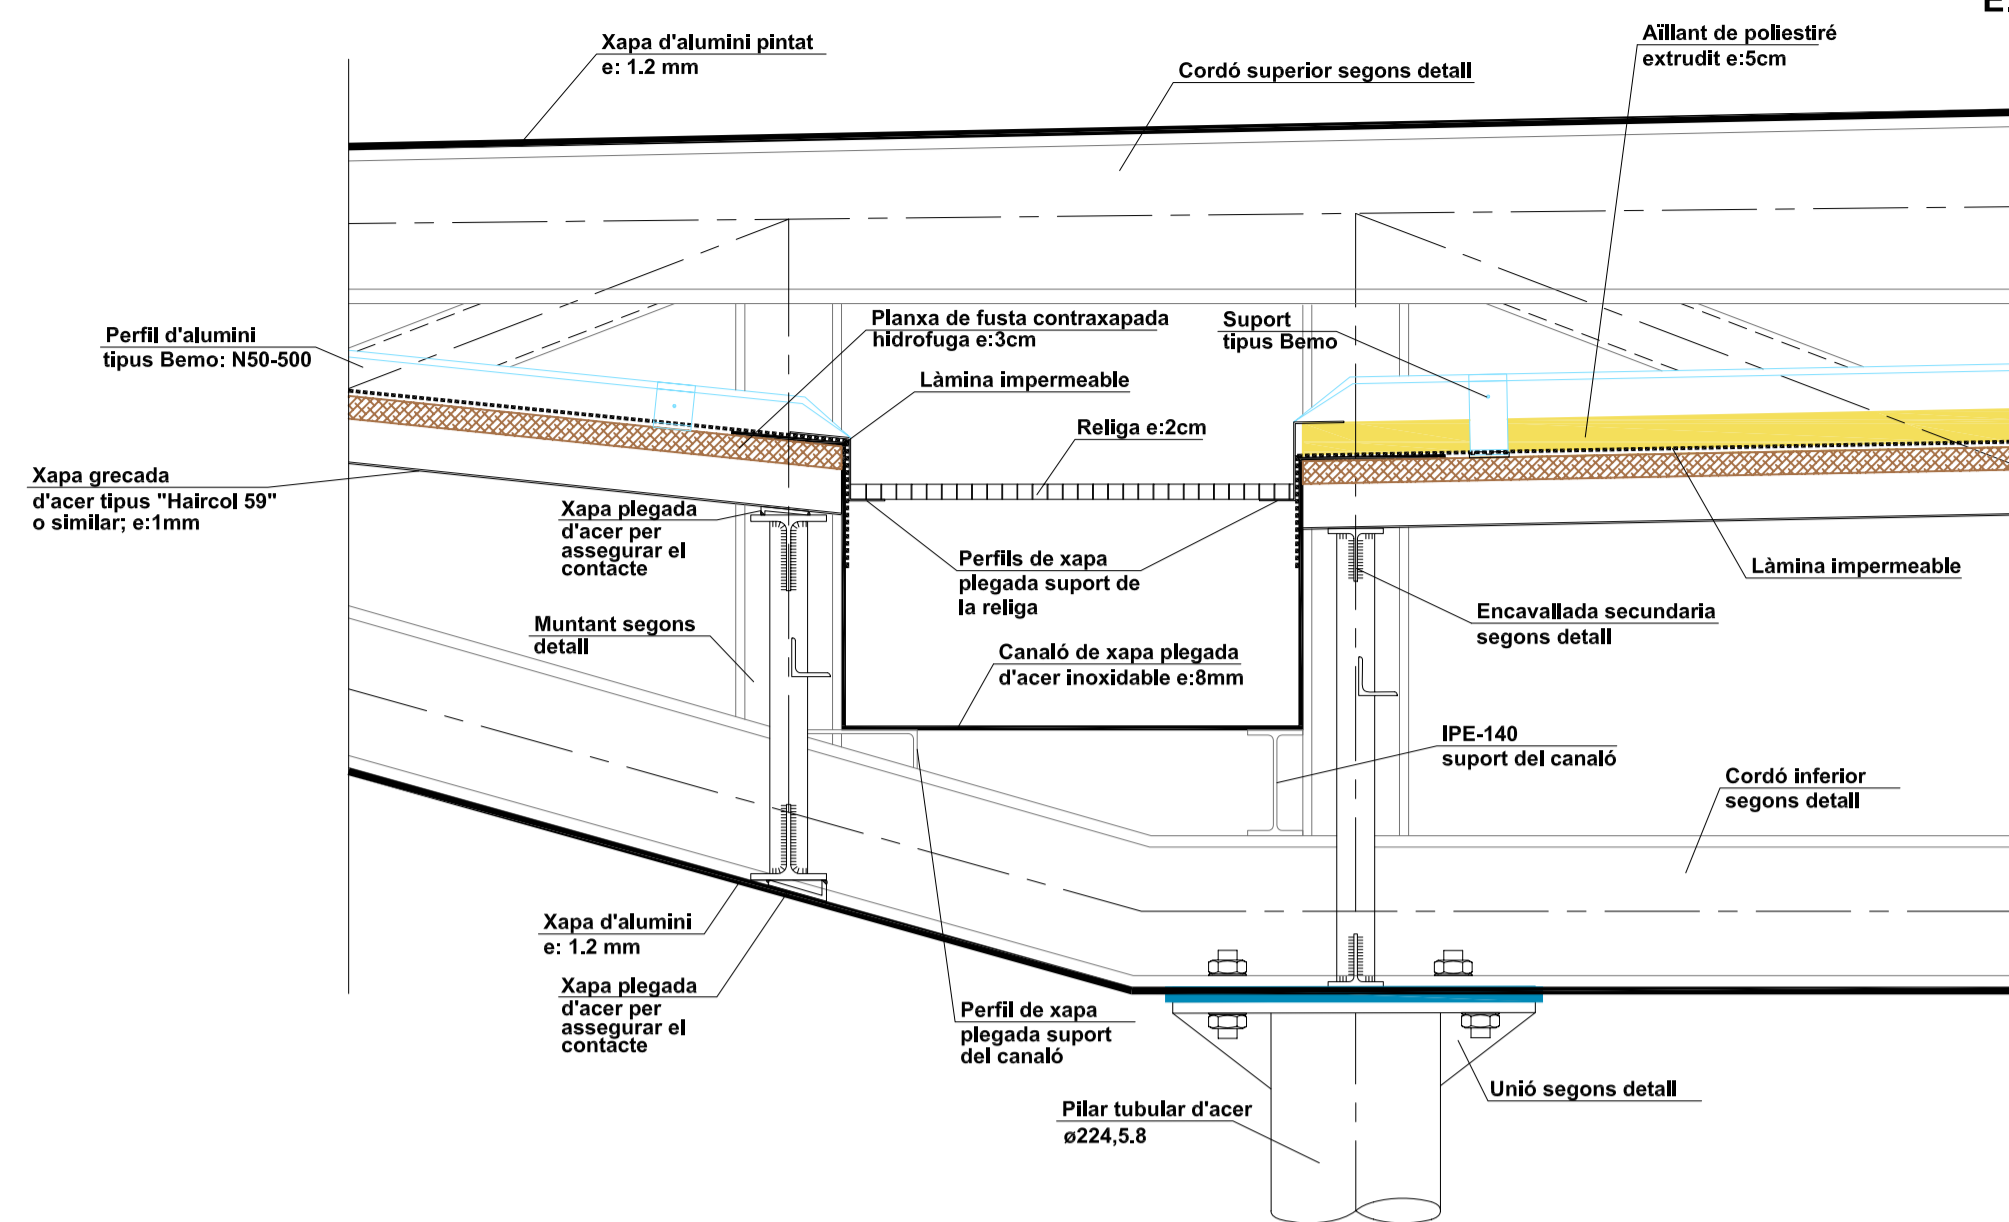 E:
Xapa d'alumini pintat
e: 1.2 mm
Cordó superior segons detall
Aïllant de poliestiré
extrudit e:5cm
Perfil d'alumini
tipus Bemo: N50-500
Planxa de fusta contraxapada
hidrofuga e:3cm
Suport
tipus Bemo
Làmina impermeable
Religa e:2cm
Xapa grecada
d'acer tipus "Haircol 59"
o similar; e:1mm
Xapa plegada
d'acer per
assegurar el
contacte
Perfils de xapa
plegada suport de
la religa
Làmina impermeable
Encavallada secundaria
segons detall
Muntant segons
detall
Canaló de xapa plegada
d'acer inoxidable e:8mm
IPE-140
suport del canaló
Cordó inferior
segons detall
Xapa d'alumini
e: 1.2 mm
Xapa plegada
d'acer per
assegurar el
contacte
Perfil de xapa
plegada suport
del canaló
Unió segons detall
Pilar tubular d'acer
ø224,5.8